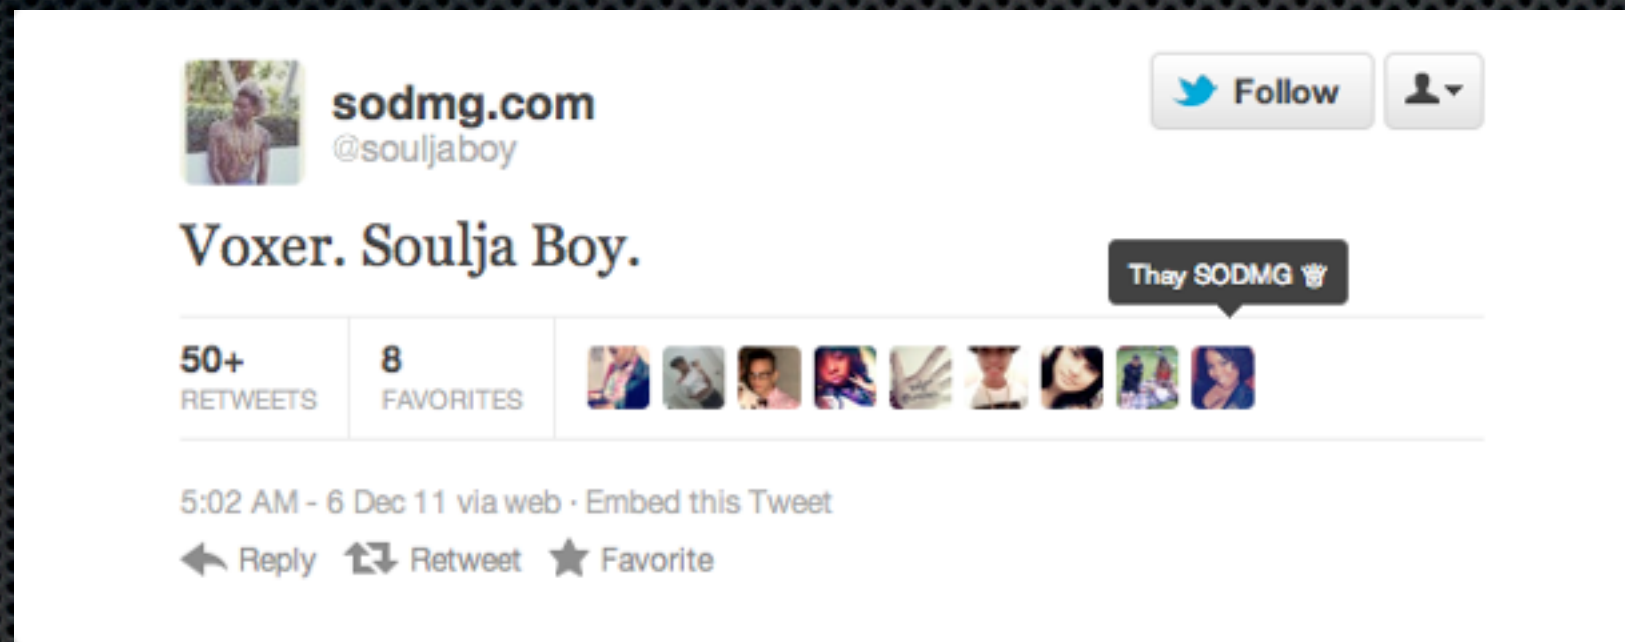 sodmg.com
@souljaboy
Follow
Voxer. Soulja Boy.
Thay SODMG
50+
RETWEETS
8
FAVORITES
5:02 AM - 6 Dec 11 via web · Embed this Tweet
Reply Retweet Favorite